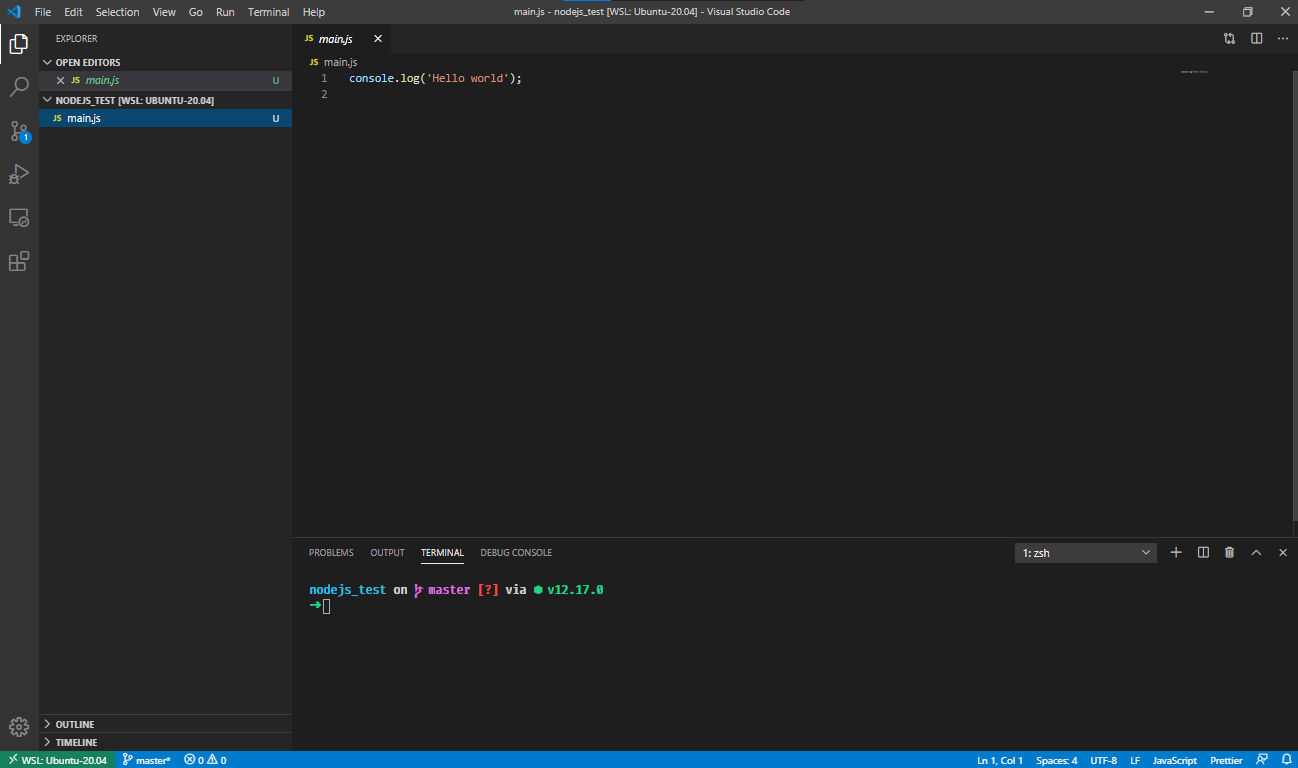 File Edit Selection View Go Run Terminal Help
main.js - nodejs_test [WSL: Ubuntu-20.04] - Visual Studio Code
EXPLORER
OPEN EDITORS
JS main.js U
NODEJS_TEST [WSL: UBUNTU-20.04]
JS main.js U
1
OUTLINE
TIMELINE
JS main.js
JS main.js
1 console.log('Hello world');
2
PROBLEMS OUTPUT TERMINAL DEBUG CONSOLE 1: zsh
nodejs_test on master [?] via v12.17.0
➜
WSL: Ubuntu-20.04 master* 0 0 Ln 1, Col 1 Spaces: 4 UTF-8 LF JavaScript Prettier